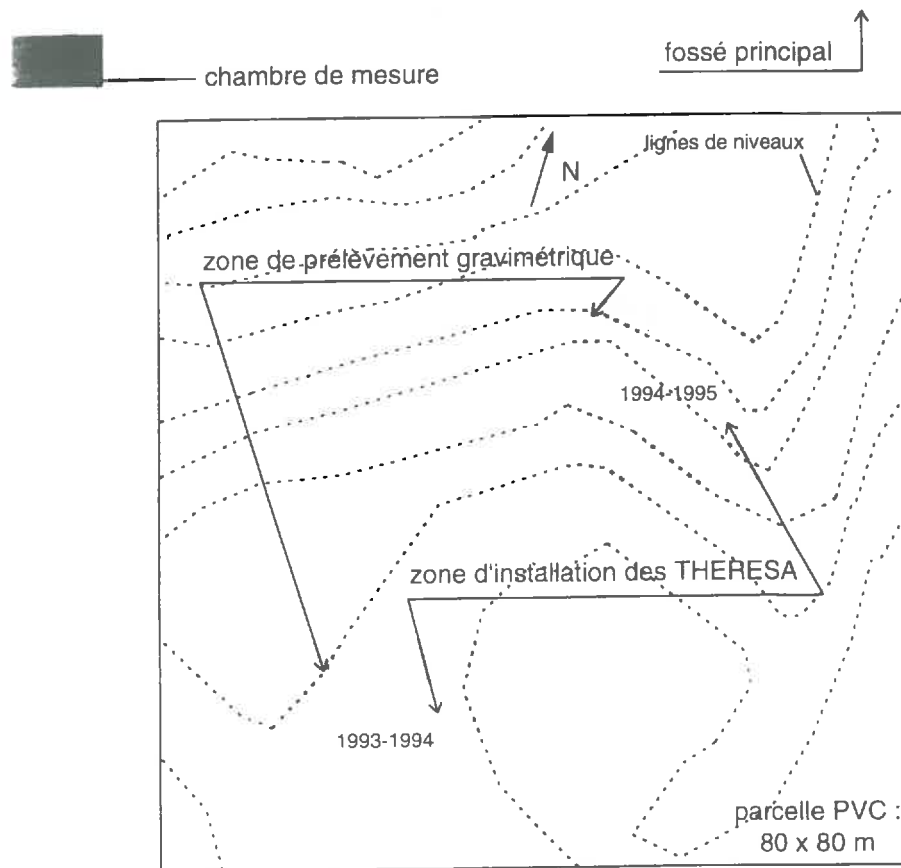 fossé principal
chambre de mesure
lignes de niveaux
N
zone de prélèvement gravimétrique
1994-1995
zone d'installation des THERESA
1993-1994
parcelle PVC :
80 x 80 m